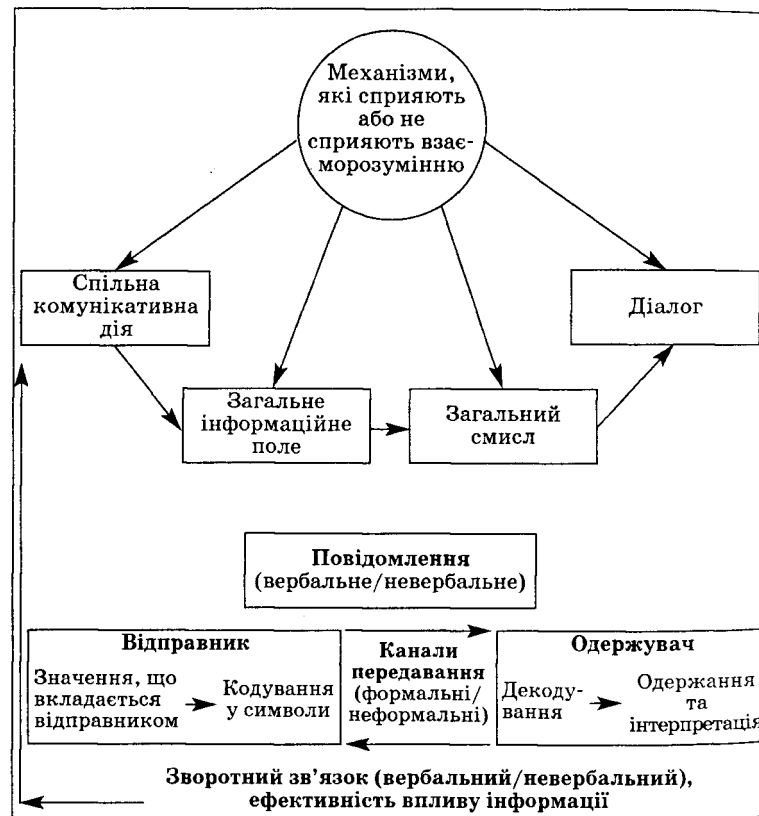 Механізми,
які сприяють
або не
сприяють взає-
морозумінню
Спільна
комунікативна
дія
Діалог
Загальне
інформаційне
поле
Загальний
смисл
Повідомлення
(вербальне/невербальне)
Відправник
Значення, що
вкладається
відправником
Кодування
у символи
Канали
передавання
(формальні/
неформальні)
Одержувач
Декоду-
вання
Одержання
та
інтерпретація
Зворотний зв'язок (вербальний/невербальний),
ефективність впливу інформації